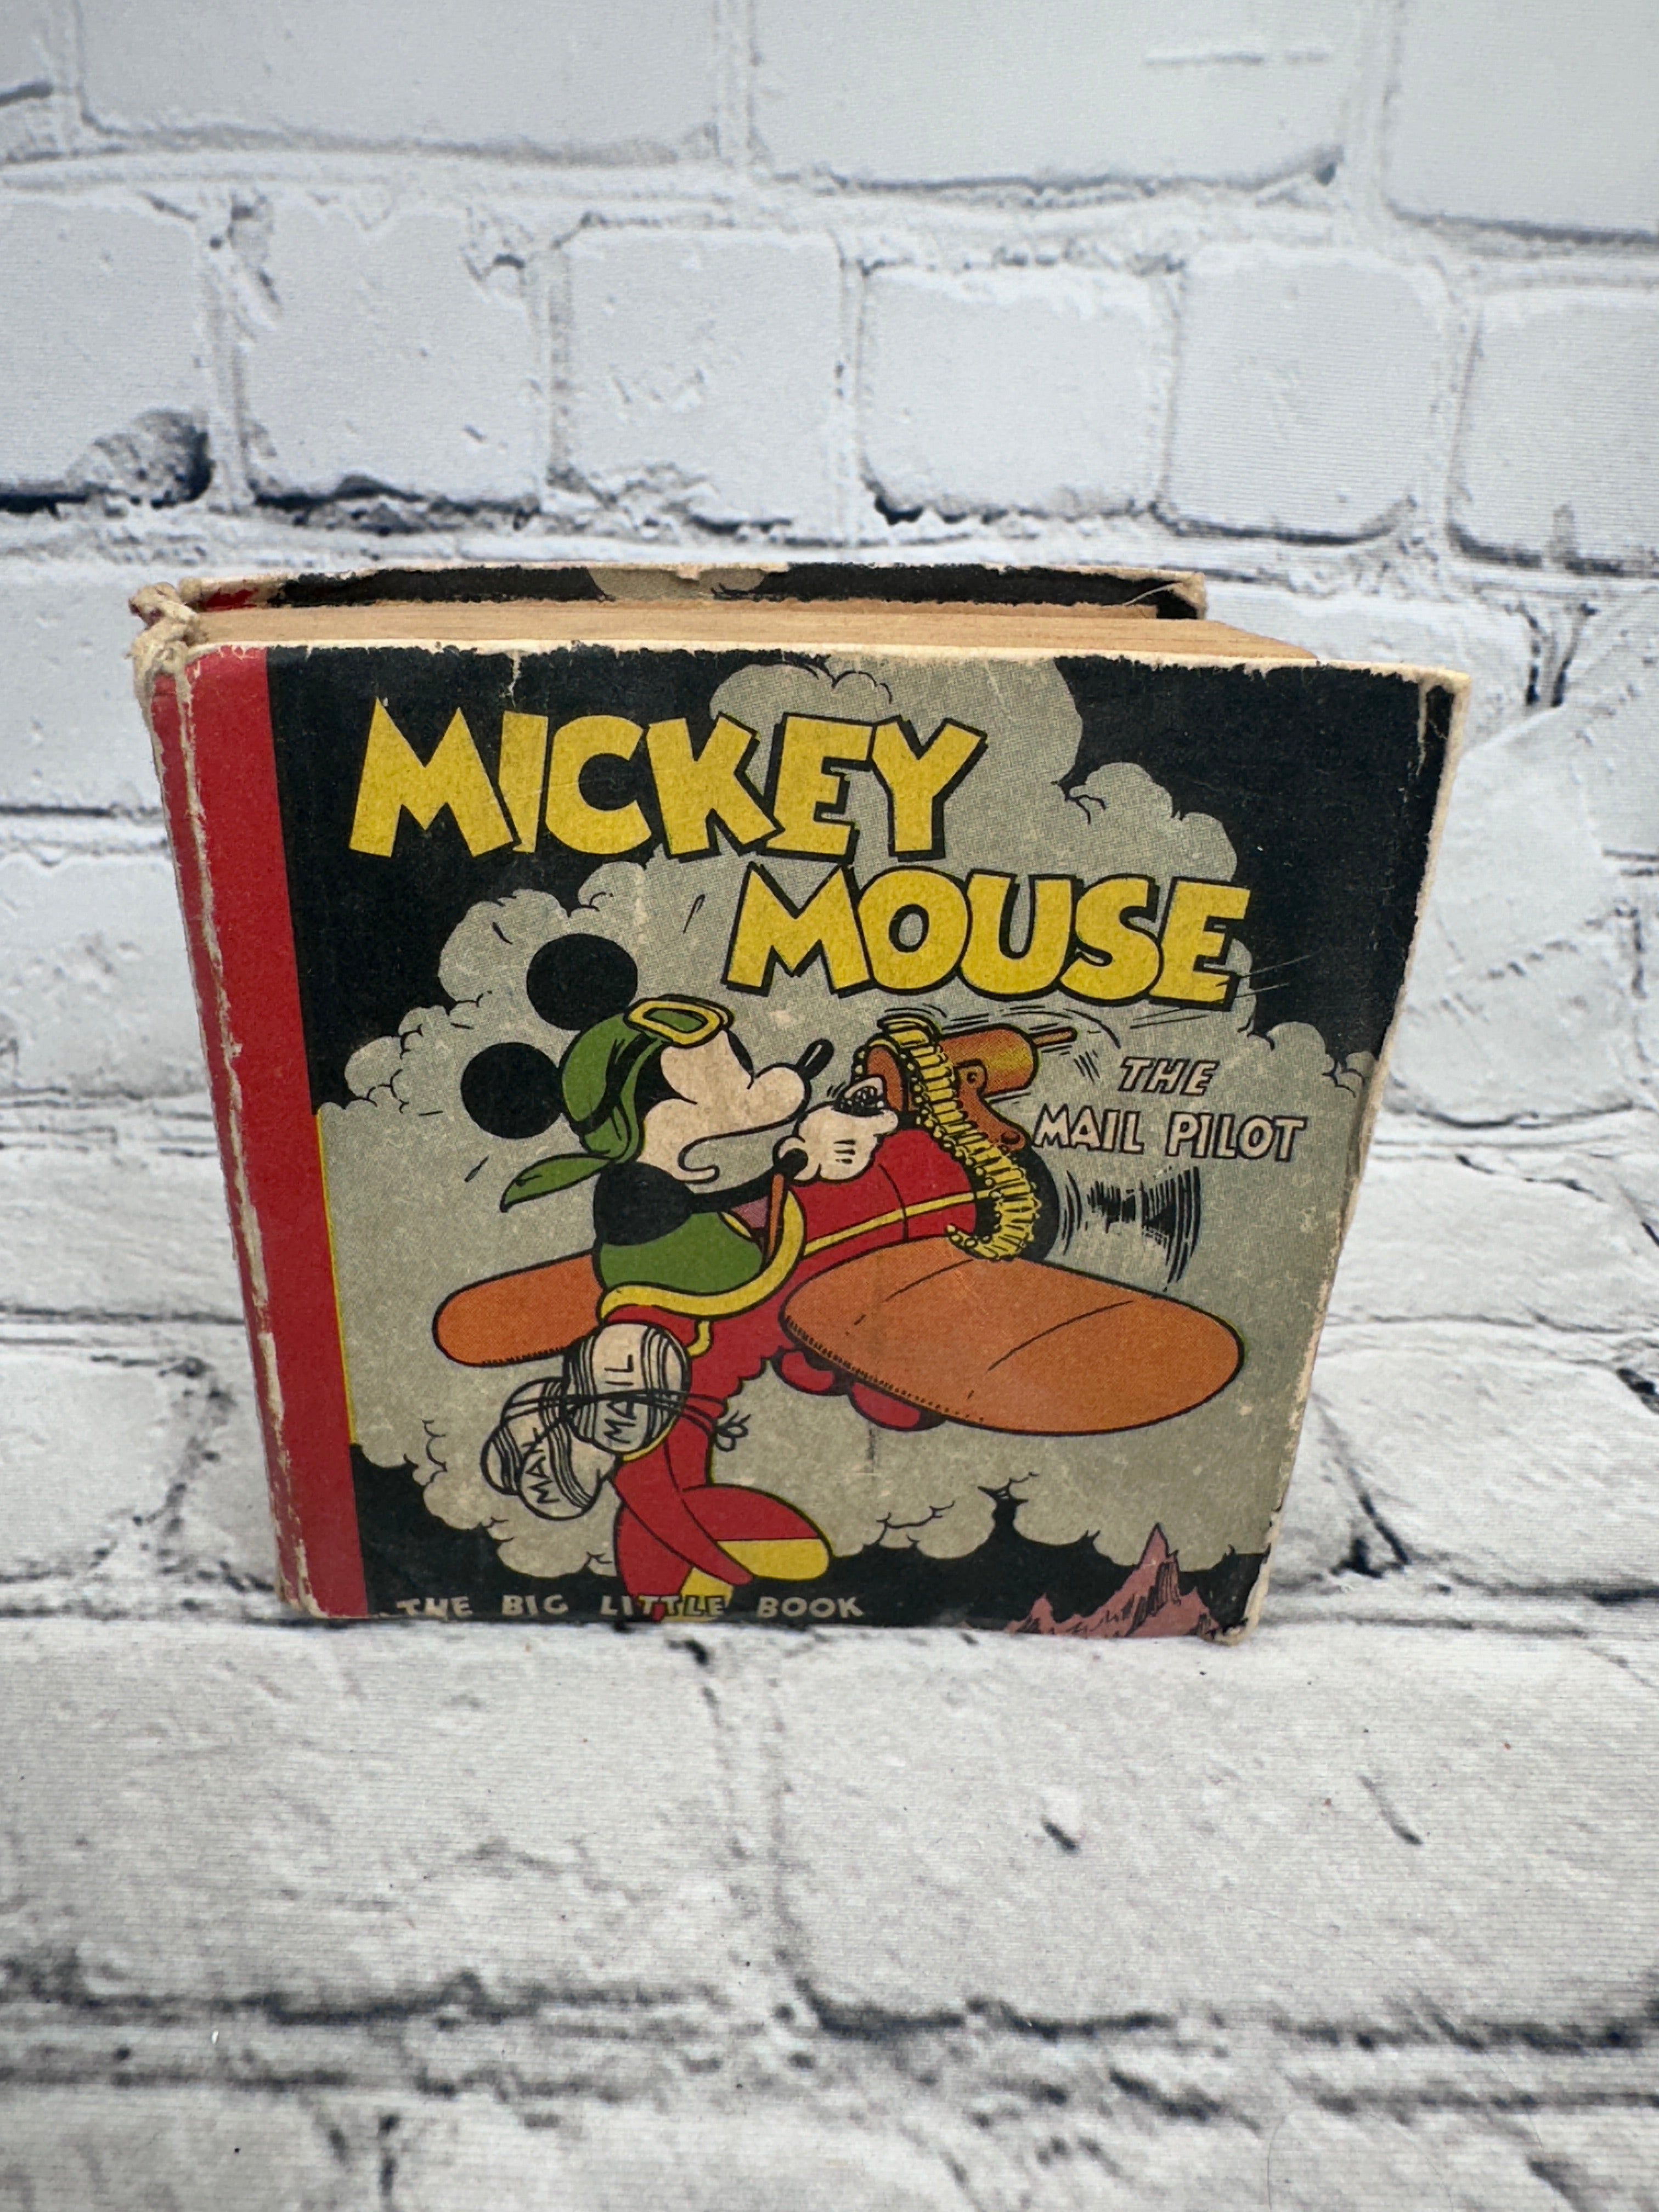 MICKEY
MOUSE
THE
MAIL PILOT
MAIL
MAIL
THE BIG LITTLE BOOK